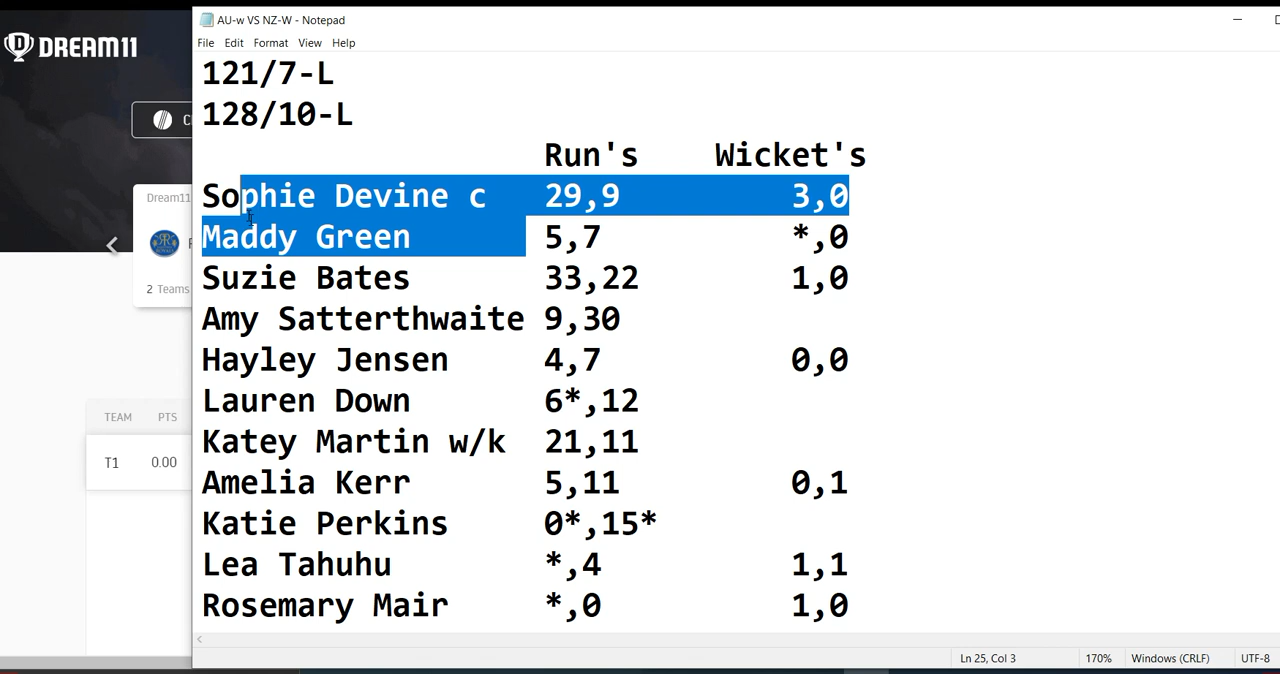 AU-w VS NZ-W - Notepad
DREAM11
File Edit Format View Help
121/7-L
128/10-L
Run's Wicket's
Sophie Devine c 29,9 3,0
Maddy Green 5,7 *,0
Suzie Bates 33,22 1,0
Amy Satterthwaite 9,30
Hayley Jensen 4,7 0,0
Lauren Down 6*,12
Katey Martin w/k 21,11
Amelia Kerr 5,11 0,1
Katie Perkins 0*,15*
Lea Tahuhu *,4 1,1
Rosemary Mair *,0 1,0
Dream11
2 Teams
TEAM PTS
T1 0.00
Ln 25, Col 3 170% Windows (CRLF) UTF-8